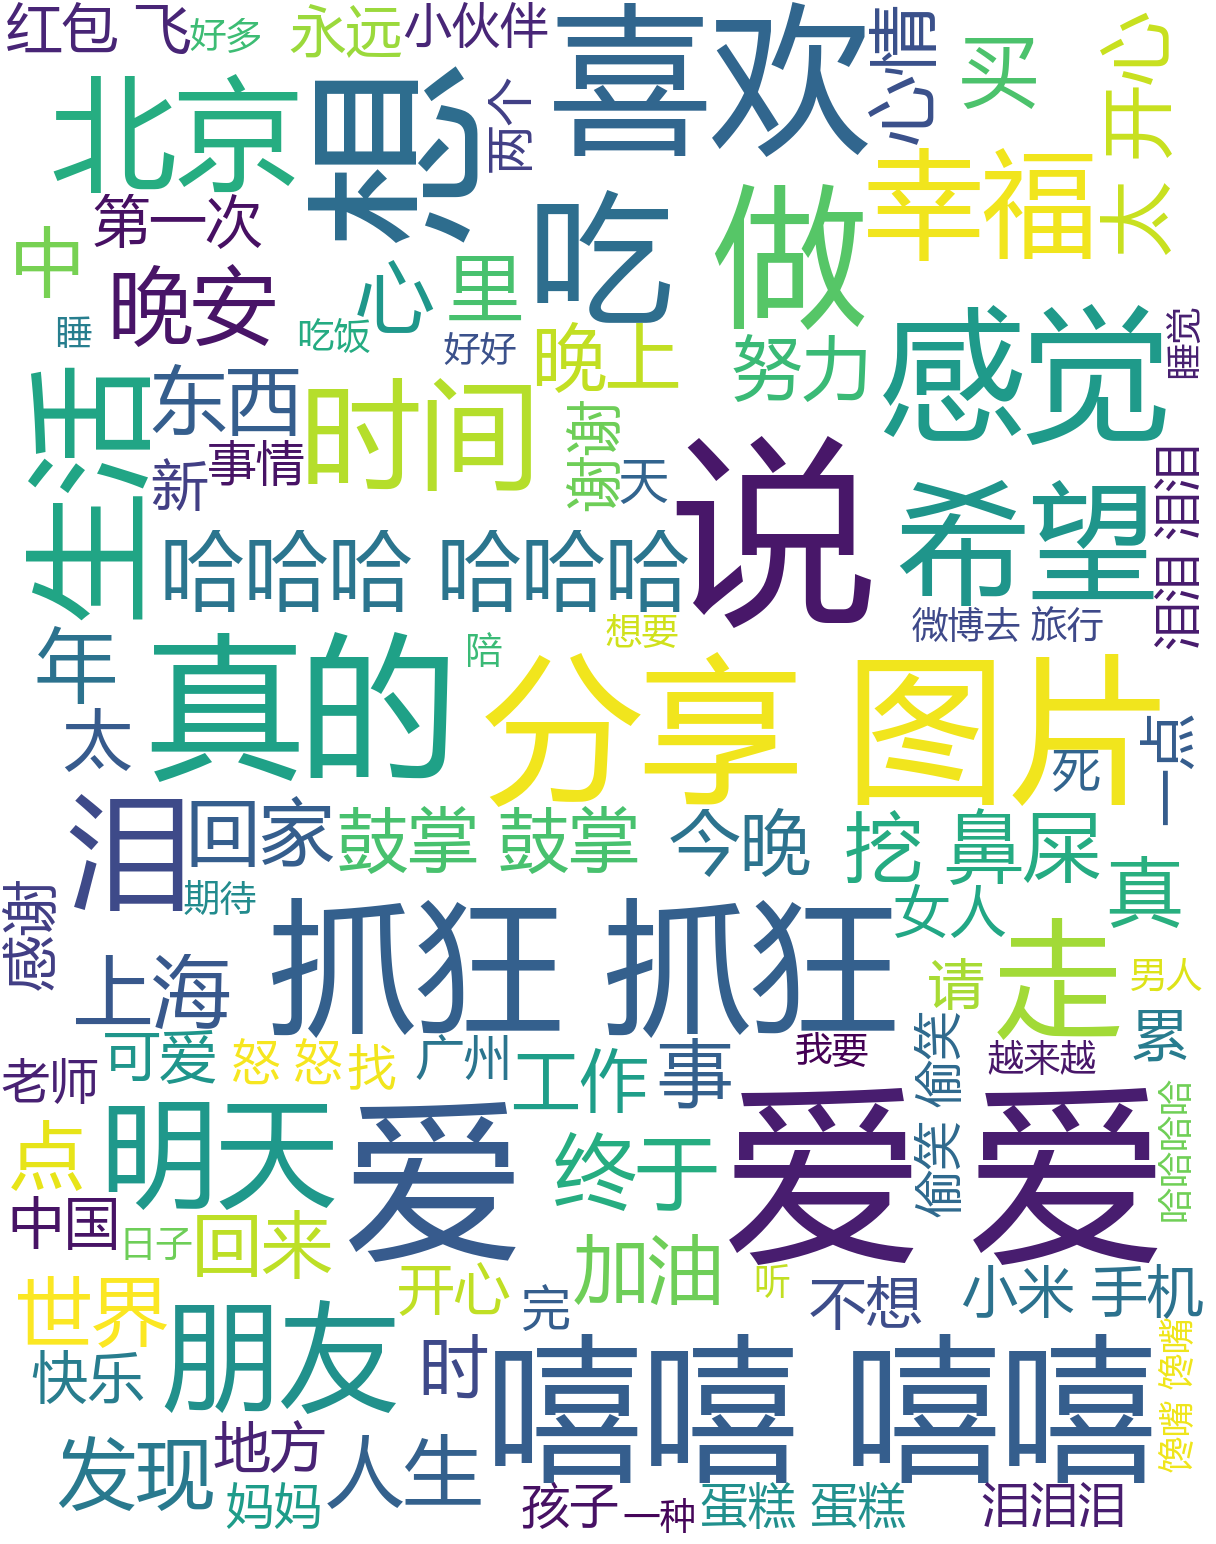 红包 飞
好多
永远
小伙伴
喜欢
心情
买
开心
北京
想
两个
幸福
太
第一次
中
吃
做
晚安
心
里
睡
吃饭
好好
晚上
努力
感觉
睡觉
生活
东西
时间
谢谢
事情
新
天
说
希望
泪泪 泪泪
哈哈哈 哈哈哈
微博去 旅行
想要
年
真的
陪
分享 图片
太
死
一点
泪
回家
鼓掌 鼓掌
今晚
挖 鼻屎
真
期待
感谢
抓狂 抓狂
女人
走
请
男人
上海
可爱
怒 怒
找
广州
工作
事
我要
偷笑 偷笑
越来越
累
老师
明天
爱
终于
爱 爱
哈哈哈哈
点
中国
日子
回来
加油
开心
完
听
不想
小米 手机
世界
朋友
快乐
时
嘻嘻 嘻嘻
馋嘴 馋嘴
发现
地方
人生
妈妈
孩子
一种
蛋糕 蛋糕
泪泪泪